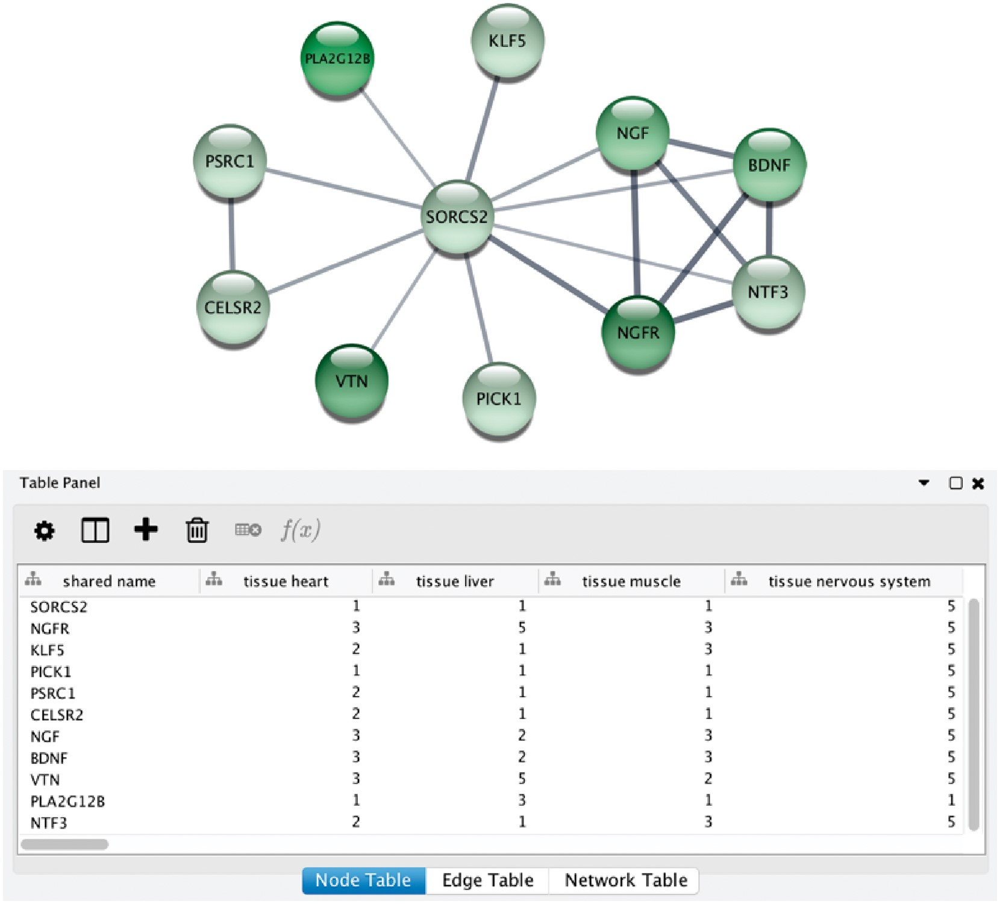 KLF5
PLA2G12B
NGF
PSRC1
BDNF
SORCS2
NTF3
CELSR2
NGFR
VTN
PICK1
Table Panel
f(x)
shared name tissue heart tissue liver tissue muscle tissue nervous system
SORCS2 1 1 1 5
NGFR 3 5 3 5
KLF5 2 1 3 5
PICK1 1 1 1 5
PSRC1 2 1 1 5
CELSR2 2 1 1 5
NGF 3 2 3 5
BDNF 3 2 3 5
VTN 3 5 2 5
PLA2G12B 1 3 1 1
NTF3 2 1 3 5
Node Table Edge Table Network Table